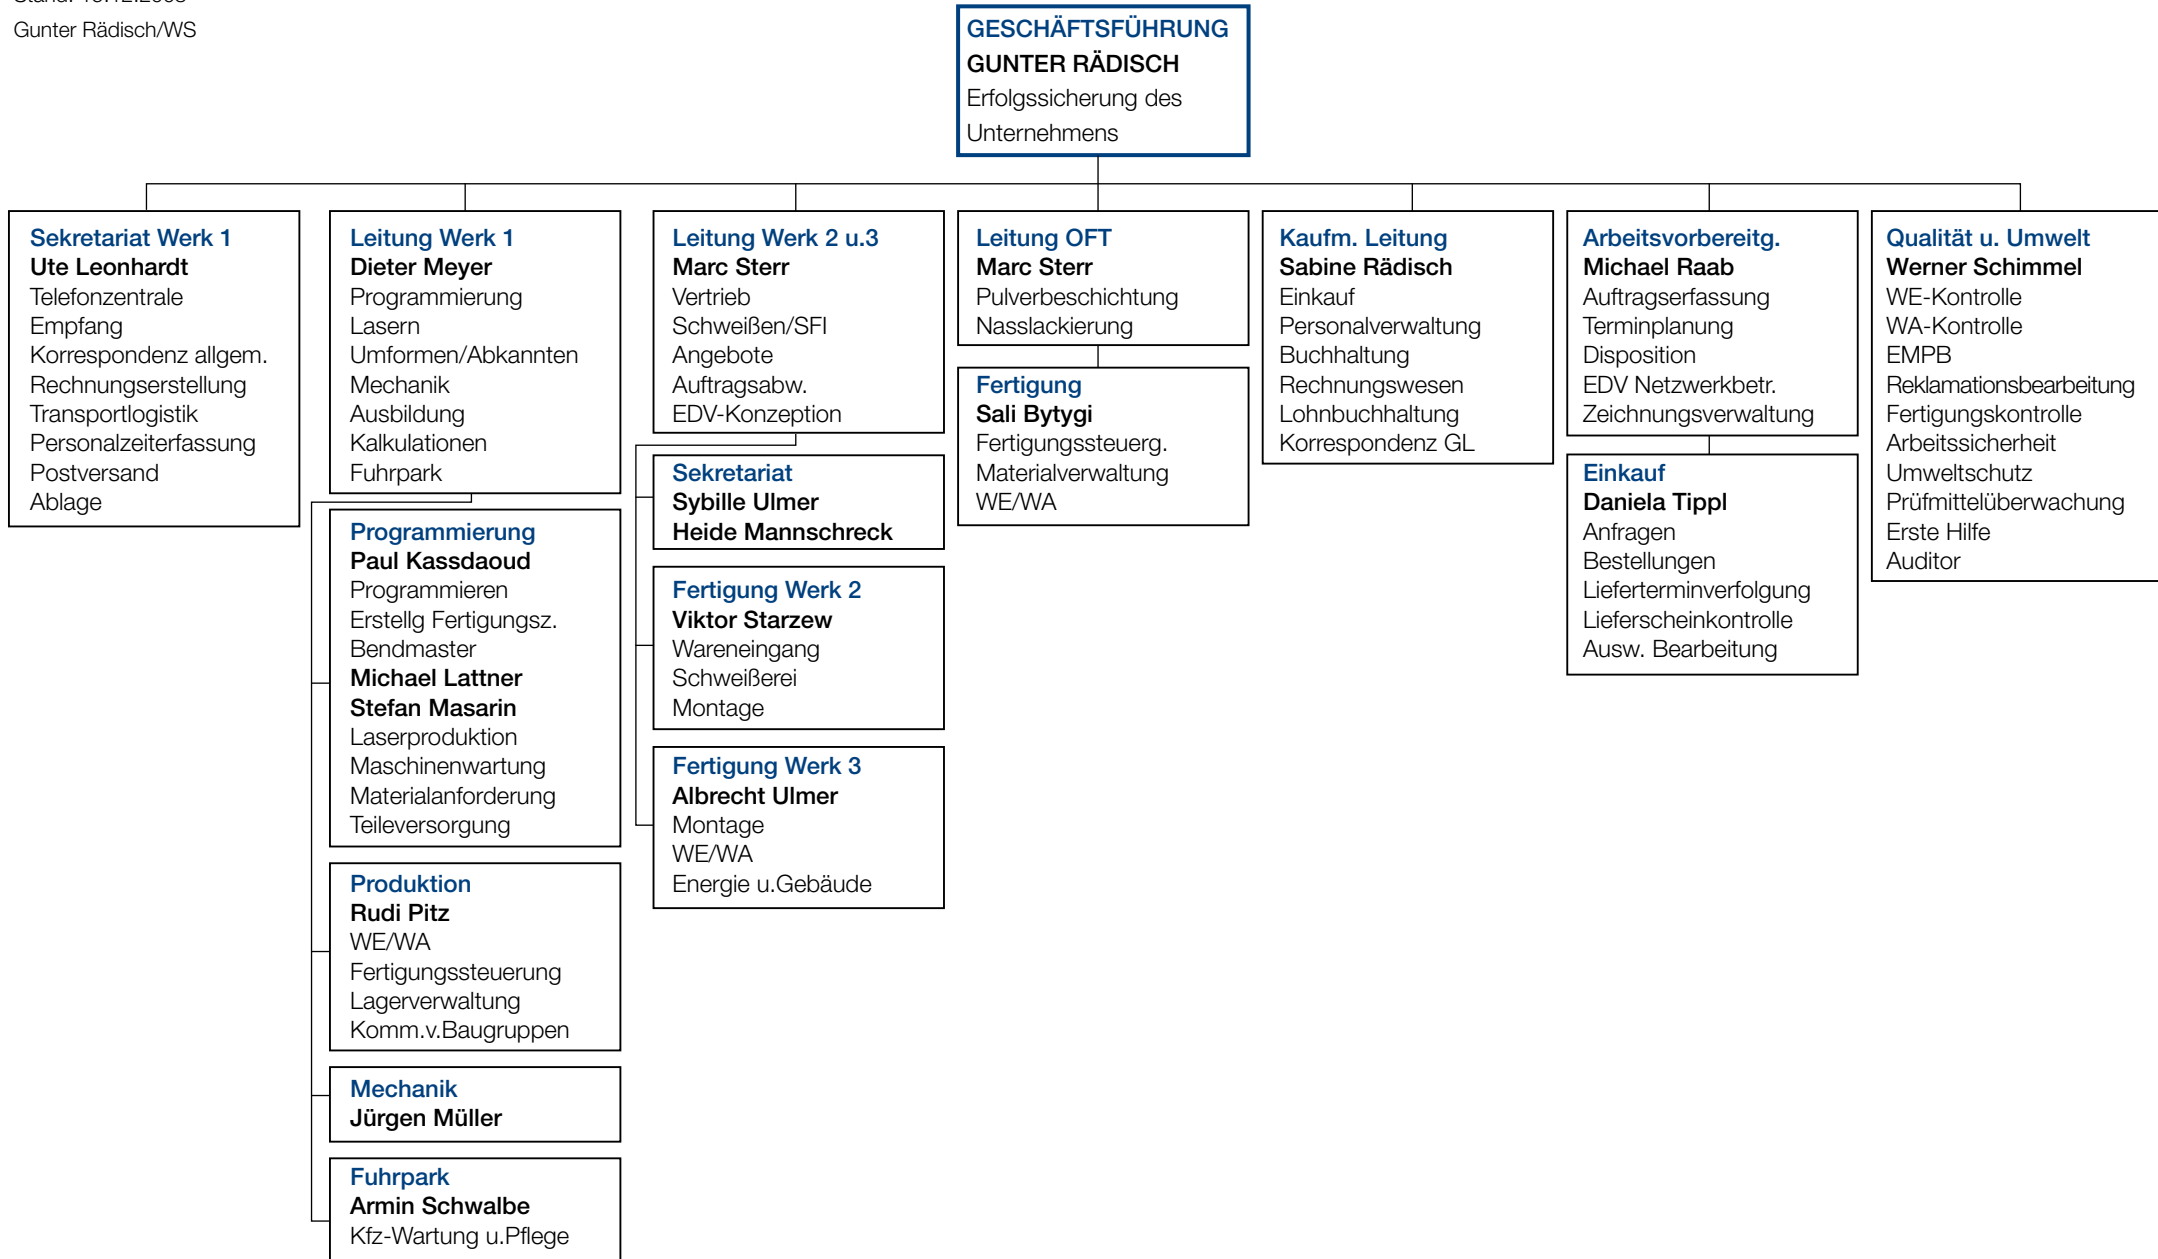 Gunter Rädisch/WS
GESCHÄFTSFÜHRUNG
GUNTER RÄDISCH
Erfolgssicherung des
Unternehmens
Sekretariat Werk 1
Ute Leonhardt
Telefonzentrale
Empfang
Korrespondenz allgem.
Rechnungserstellung
Transportlogistik
Personalzeiterfassung
Postversand
Ablage
Leitung Werk 1
Dieter Meyer
Programmierung
Lasern
Umformen/Abkannten
Mechanik
Ausbildung
Kalkulationen
Fuhrpark
Programmierung
Paul Kassdaoud
Programmieren
Erstellg Fertigungsz.
Bendmaster
Michael Lattner
Stefan Masarin
Laserproduktion
Maschinenwartung
Materialanforderung
Teileversorgung
Produktion
Rudi Pitz
WE/WA
Fertigungssteuerung
Lagerverwaltung
Komm.v.Baugruppen
Mechanik
Jürgen Müller
Fuhrpark
Armin Schwalbe
Kfz-Wartung u.Pflege
Leitung Werk 2 u.3
Marc Sterr
Vertrieb
Schweißen/SFI
Angebote
Auftragsabw.
EDV-Konzeption
Sekretariat
Sybille Ulmer
Heide Mannschreck
Fertigung Werk 2
Viktor Starzew
Wareneingang
Schweißerei
Montage
Fertigung Werk 3
Albrecht Ulmer
Montage
WE/WA
Energie u.Gebäude
Leitung OFT
Marc Sterr
Pulverbeschichtung
Nasslackierung
Fertigung
Sali Bytygi
Fertigungssteuerg.
Materialverwaltung
WE/WA
Kaufm. Leitung
Sabine Rädisch
Einkauf
Personalverwaltung
Buchhaltung
Rechnungswesen
Lohnbuchhaltung
Korrespondenz GL
Arbeitsvorbereitg.
Michael Raab
Auftragserfassung
Terminplanung
Disposition
EDV Netzwerkbetr.
Zeichnungsverwaltung
Einkauf
Daniela Tippl
Anfragen
Bestellungen
Lieferterminverfolgung
Lieferscheinkontrolle
Ausw. Bearbeitung
Qualität u. Umwelt
Werner Schimmel
WE-Kontrolle
WA-Kontrolle
EMPB
Reklamationsbearbeitung
Fertigungskontrolle
Arbeitssicherheit
Umweltschutz
Prüfmittelüberwachung
Erste Hilfe
Auditor